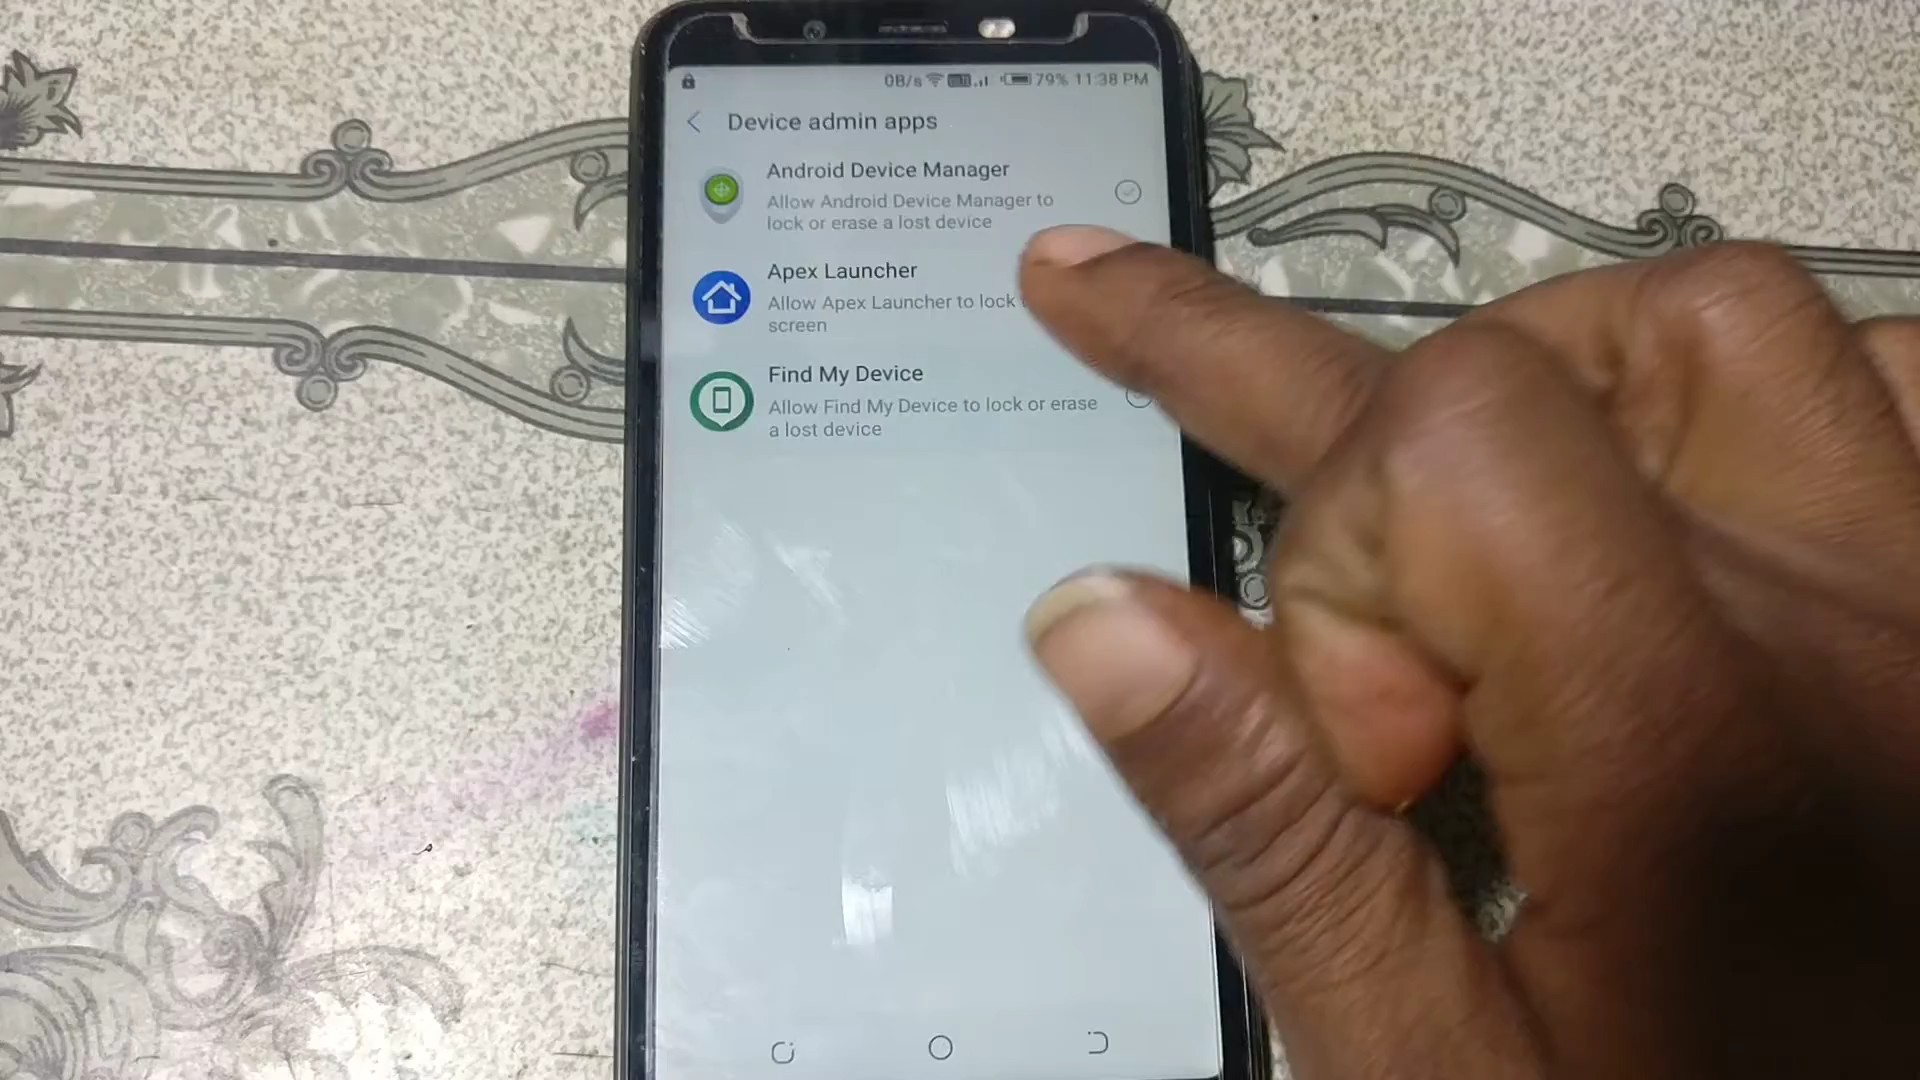 0B/s 79% 11:38 PM
Device admin apps
Android Device Manager
Allow Android Device Manager to
lock or erase a lost device
Apex Launcher
Allow Apex Launcher to lock
screen
Find My Device
Allow Find My Device to lock or erase
a lost device